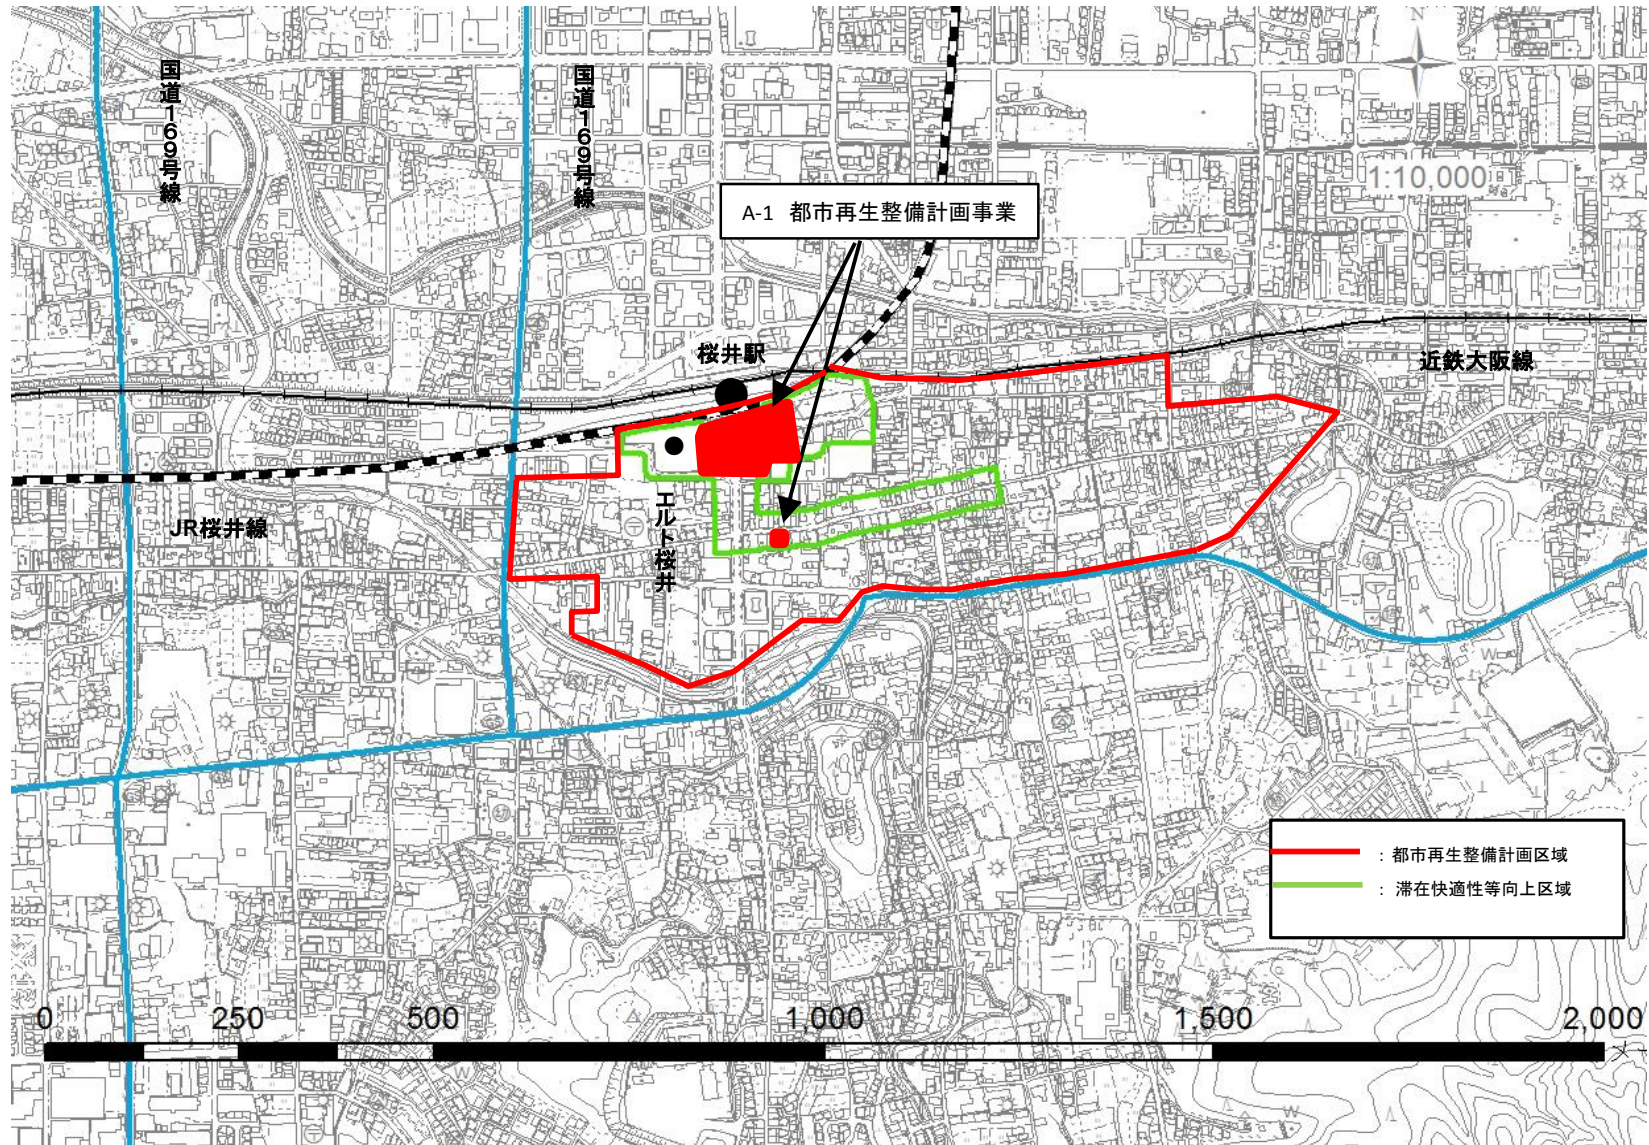 国道169号線
国道169号線
N
1:10,000
A-1 都市再生整備計画事業
桜井駅
近鉄大阪線
エルト桜井
JR桜井線
: 都市再生整備計画区域
: 滞在快適性等向上区域
0 250 500 1,000 1,500 2,000